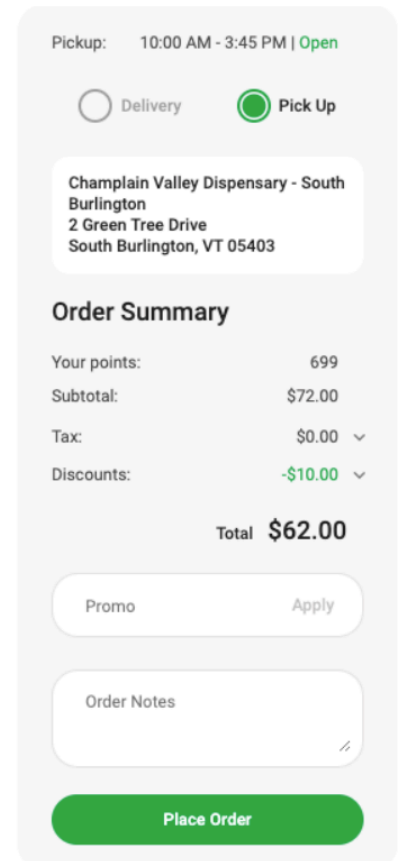 Pickup: 10:00 AM - 3:45 PM | Open
Delivery Pick Up
Champlain Valley Dispensary - South
Burlington
2 Green Tree Drive
South Burlington, VT 05403
Order Summary
Your points: 699
Subtotal: $72.00
Tax: $0.00
Discounts: -$10.00
Total $62.00
Promo Apply
Order Notes
Place Order